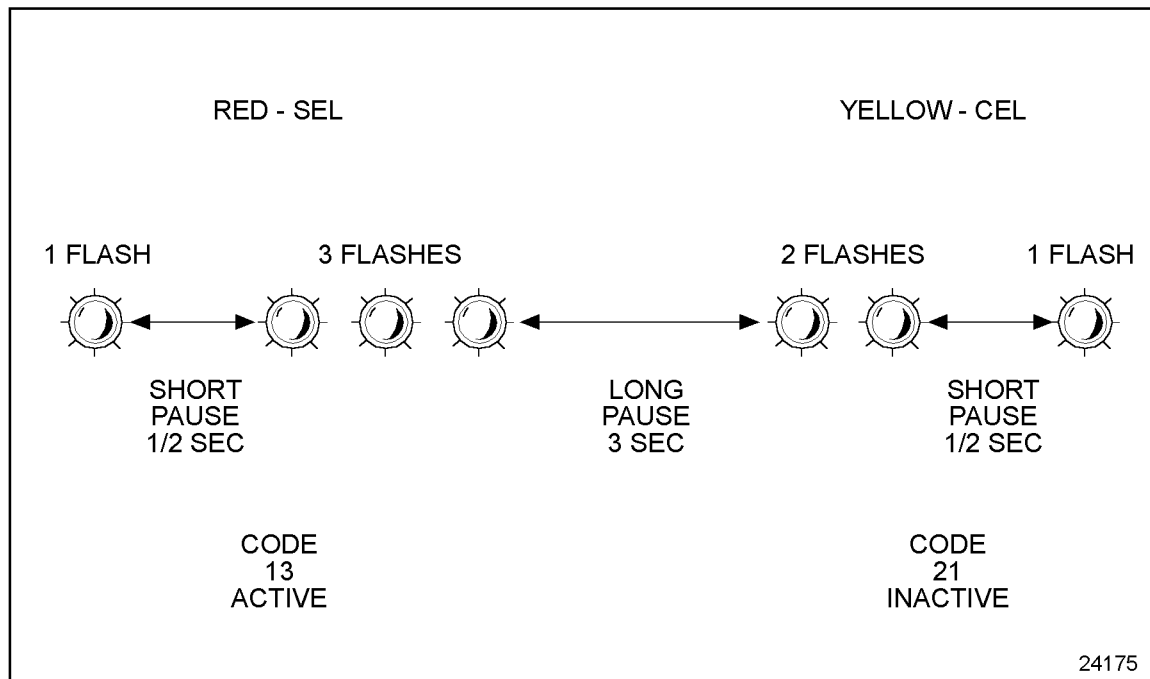 RED - SEL
YELLOW - CEL
1 FLASH
3 FLASHES
2 FLASHES
1 FLASH
SHORT
PAUSE
1/2 SEC
LONG
PAUSE
3 SEC
SHORT
PAUSE
1/2 SEC
CODE
13
ACTIVE
CODE
21
INACTIVE
24175